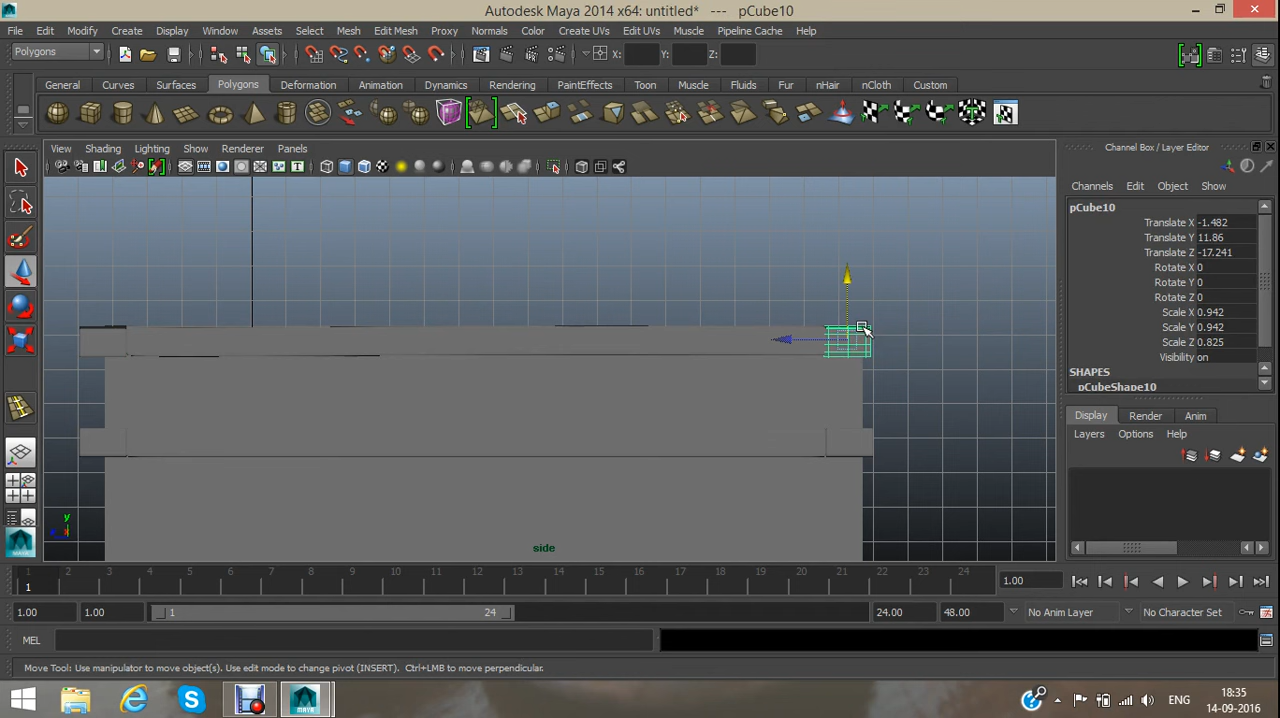 Autodesk Maya 2014 x64: untitled*   ---   pCube10
File Edit Modify Create Display Window Assets Select Mesh Edit Mesh Proxy Normals Color Create UVs Edit UVs Muscle Pipeline Cache Help
Polygons X: Y: Z:
General Curves Surfaces Polygons Deformation Animation Dynamics Rendering PaintEffects Toon Muscle Fluids Fur nHair nCloth Custom
View Shading Lighting Show Renderer Panels
Channel Box / Layer Editor
Channels Edit Object Show
pCube10
Translate X -1.482
Translate Y 11.86
Translate Z -17.241
Rotate X 0
Rotate Y 0
Rotate Z 0
Scale X 0.942
Scale Y 0.942
Scale Z 0.825
Visibility on
SHAPES
pCubeShape10
Display Render Anim
Layers Options Help
y
side
1 2 3 4 5 6 7 8 9 10 11 12 13 14 15 16 17 18 19 20 21 22 23 24
1 1.00
1.00 1.00 1 24 24.00 48.00 No Anim Layer No Character Set
MEL
Move Tool: Use manipulator to move object(s). Use edit mode to change pivot (INSERT). Ctrl+LMB to move perpendicular.
ENG
18:35
14-09-2016